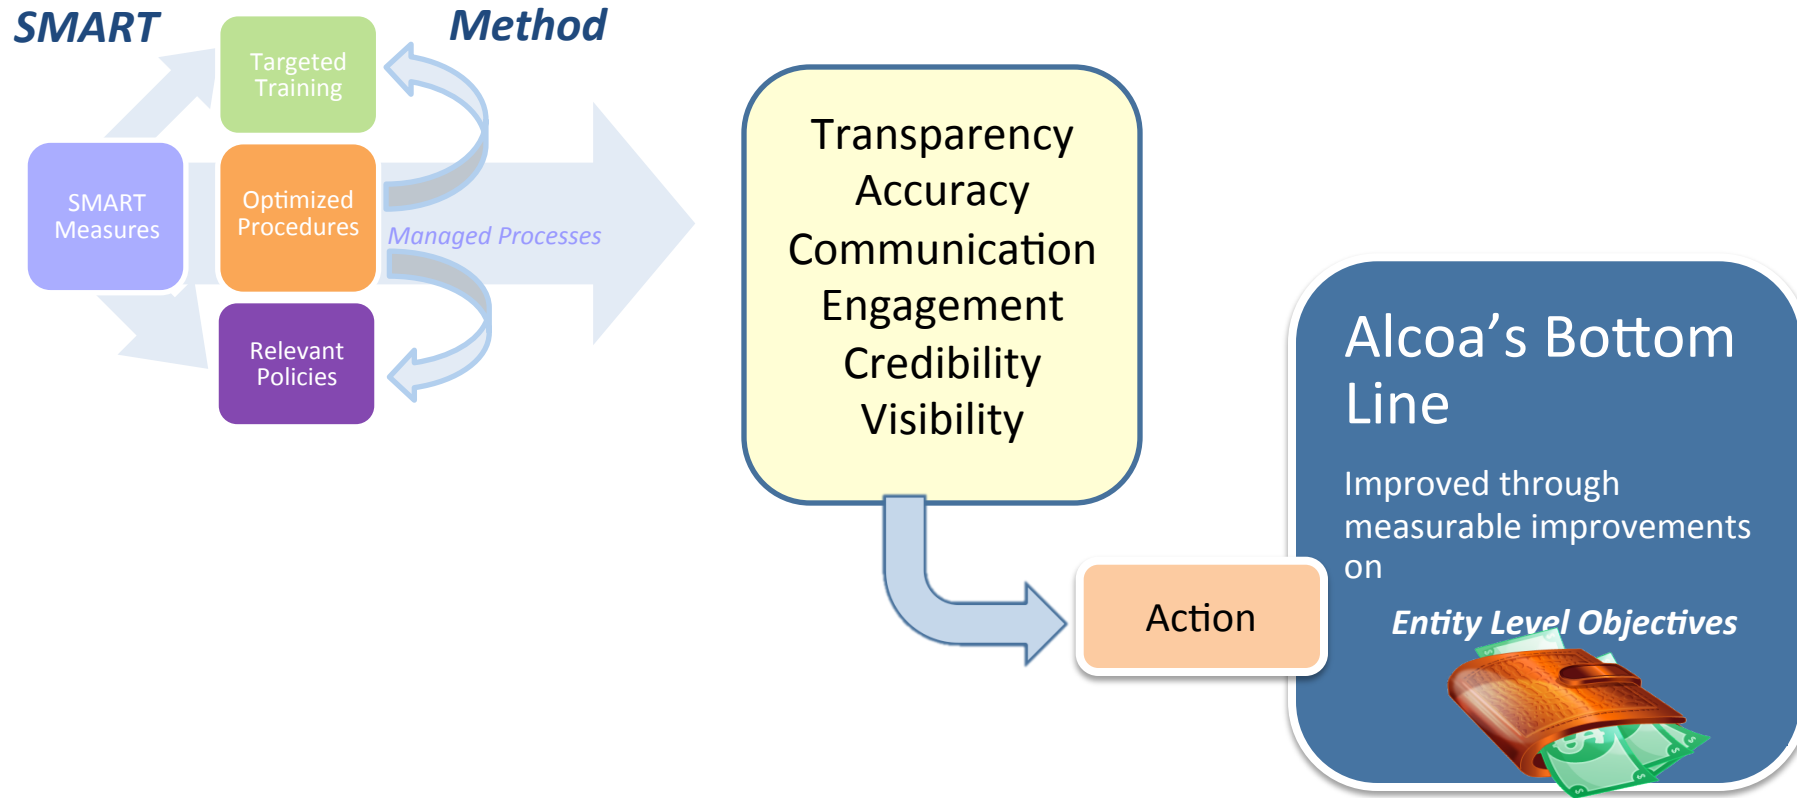 SMART Method
Targeted
Training
SMART
Measures
Optimized
Procedures
Managed Processes
Relevant
Policies
Transparency
Accuracy
Communication
Engagement
Credibility
Visibility
Action
Alcoa’s Bottom
Line
Improved through
measurable improvements
on
Entity Level Objectives